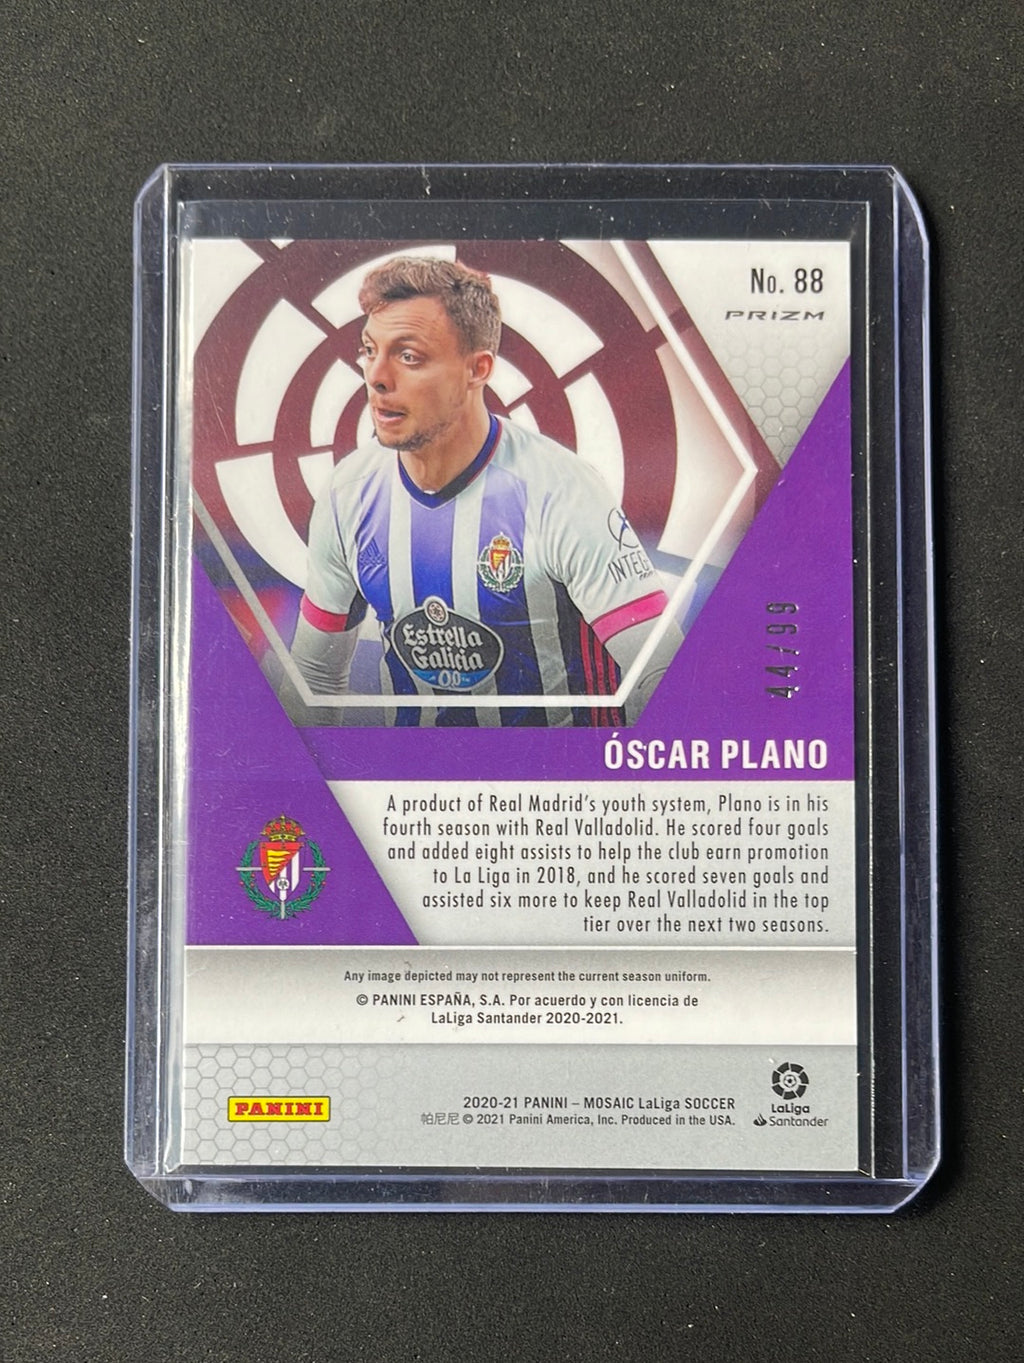 No. 88
PRIZM
INTEG
Estrella
Galicia
0,0
44/99
ÓSCAR PLANO
A product of Real Madrid's youth system, Plano is in his
fourth season with Real Valladolid. He scored four goals
and added eight assists to help the club earn promotion
to La Liga in 2018, and he scored seven goals and
assisted six more to keep Real Valladolid in the top
tier over the next two seasons.
Any image depicted may not represent the current season uniform.
© PANINI ESPAÑA, S.A. Por acuerdo y con licencia de
LaLiga Santander 2020-2021.
PANINI
2020-21 PANINI – MOSAIC LaLiga SOCCER
帕尼尼 © 2021 Panini America, Inc. Produced in the USA.
LaLiga
Santander